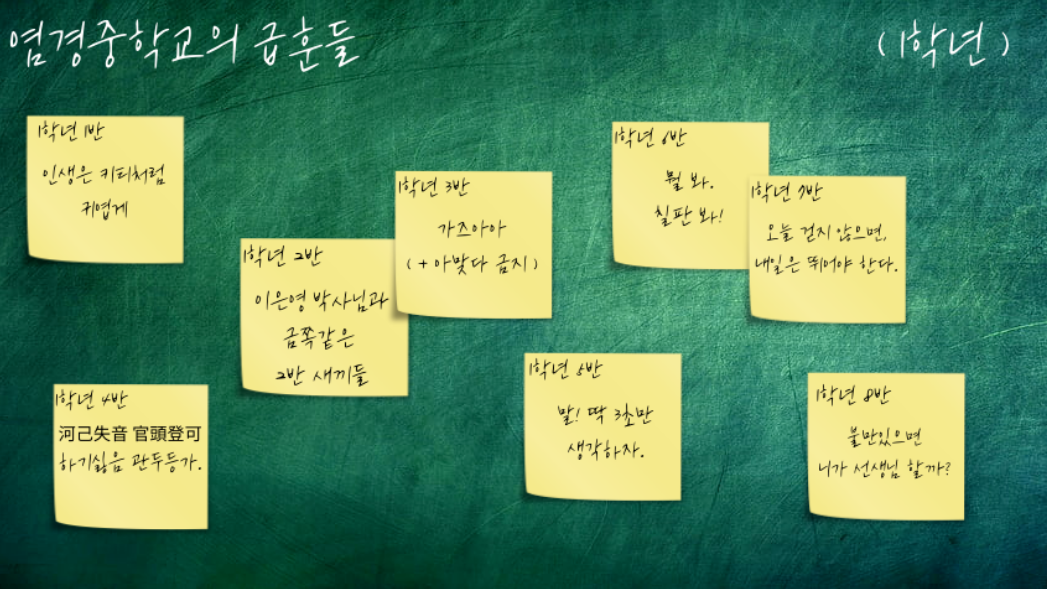 염경중학교의 급훈들
(1학년)
1학년 1반
인생은 키티처럼
귀엽게
1학년 2반
이은영 박사님과
금쪽같은
2반 새끼들
1학년 3반
가즈아아
(+아맞다 금지)
1학년 4반
河己失音 官頭登可
하기싫음 관두등가.
1학년 5반
말! 딱 3초만
생각하자.
1학년 6반
뭘 봐.
칠판 봐!
1학년 7반
오늘 걷지 않으면,
내일은 뛰어야 한다.
1학년 8반
불만있으면
니가 선생님 할까?